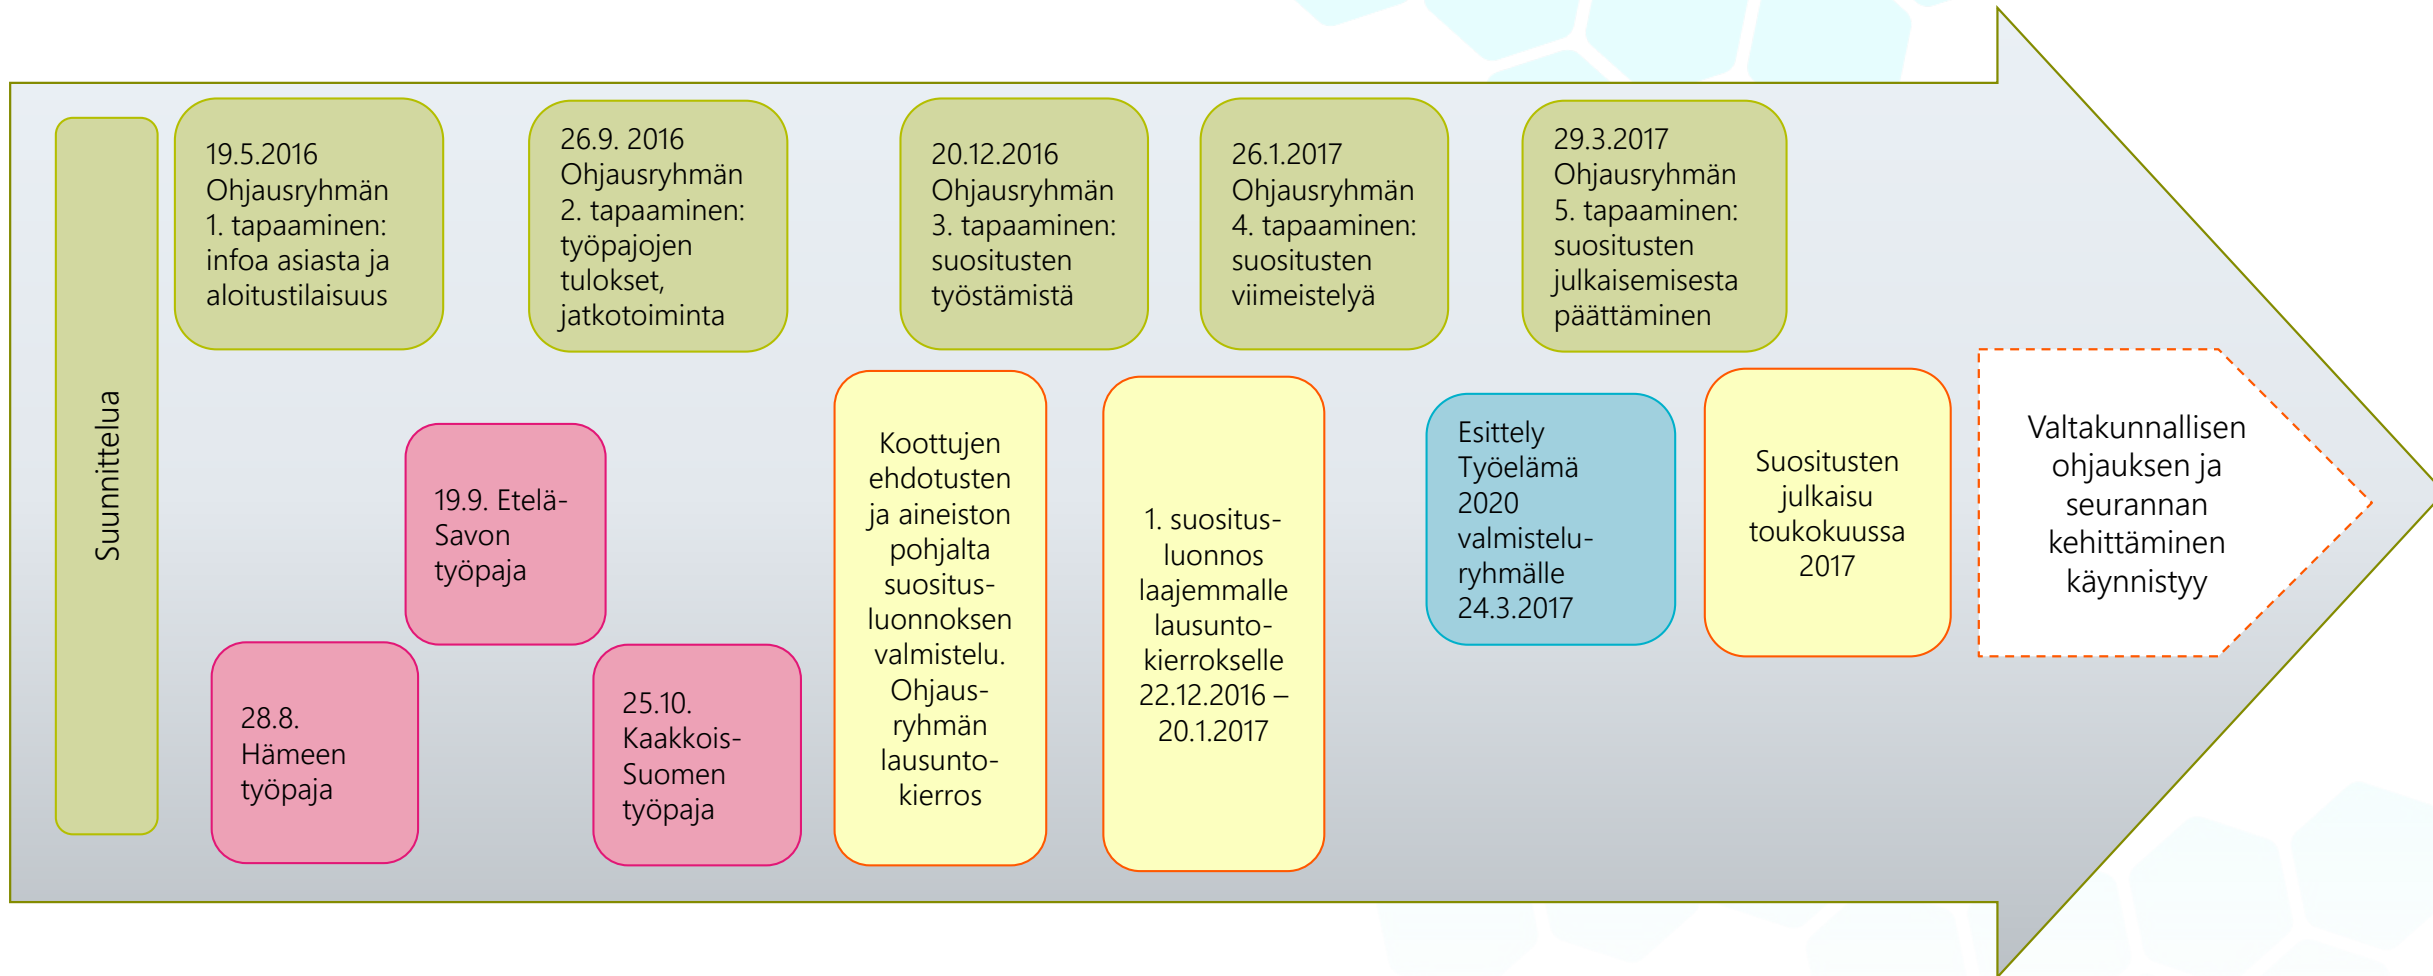 Suunnittelua
19.5.2016
Ohjausryhmän
1. tapaaminen:
infoa asiasta ja
aloitustilaisuus
26.9. 2016
Ohjausryhmän
2. tapaaminen:
työpajojen
tulokset,
jatkotoiminta
20.12.2016
Ohjausryhmän
3. tapaaminen:
suositusten
työstämistä
26.1.2017
Ohjausryhmän
4. tapaaminen:
suositusten
viimeistelyä
29.3.2017
Ohjausryhmän
5. tapaaminen:
suositusten
julkaisemisesta
päättäminen
28.8.
Hämeen
työpaja
19.9. Etelä-
Savon
työpaja
25.10.
Kaakkois-
Suomen
työpaja
Koottujen
ehdotusten
ja aineiston
pohjalta
suositus-
luonnoksen
valmistelu.
Ohjaus-
ryhmän
lausunto-
kierros
1. suositus-
luonnos
laajemmalle
lausunto-
kierrokselle
22.12.2016 –
20.1.2017
Esittely
Työelämä
2020
valmistelu-
ryhmälle
24.3.2017
Suositusten
julkaisu
toukokuussa
2017
Valtakunnallisen
ohjauksen ja
seurannan
kehittäminen
käynnistyy